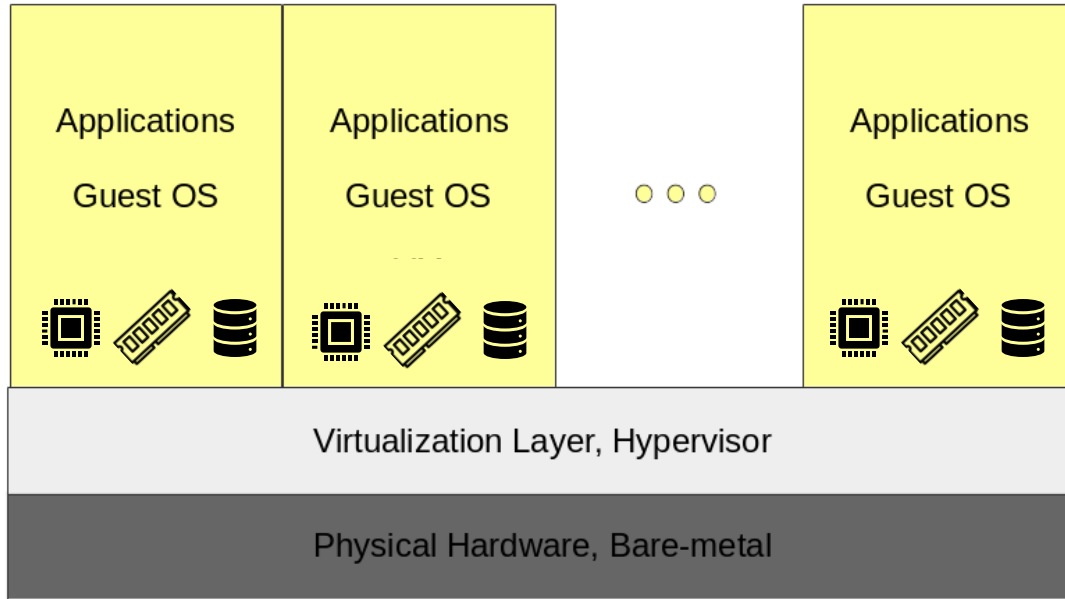 Applications
Guest OS
Applications
Guest OS
Applications
Guest OS
Virtualization Layer, Hypervisor
Physical Hardware, Bare-metal